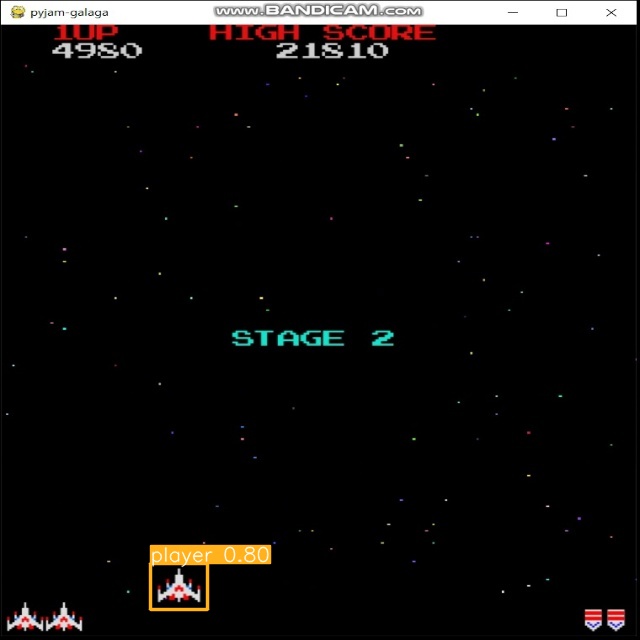 pyjam-galaga
www.BANDICAM.com
1UP HIGH SCORE
4980 21810
STAGE 2
player 0.80